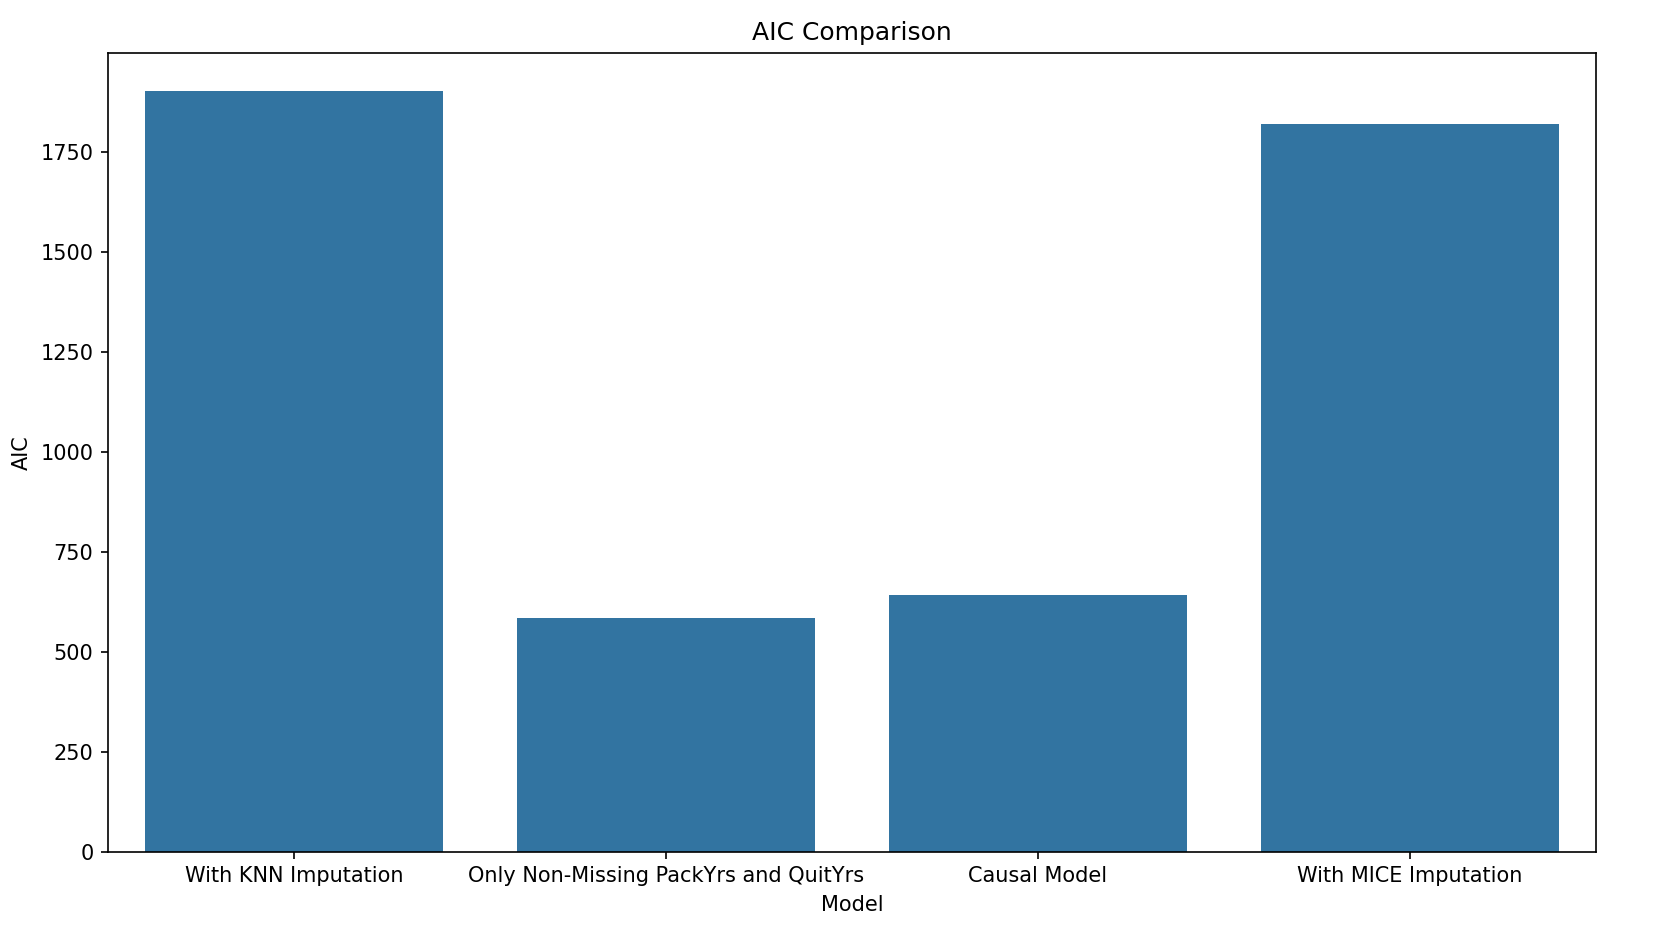 AIC Comparison
AIC
1750
1500
1250
1000
750
500
250
0
With KNN Imputation
Only Non-Missing PackYrs and QuitYrs
Causal Model
With MICE Imputation
Model